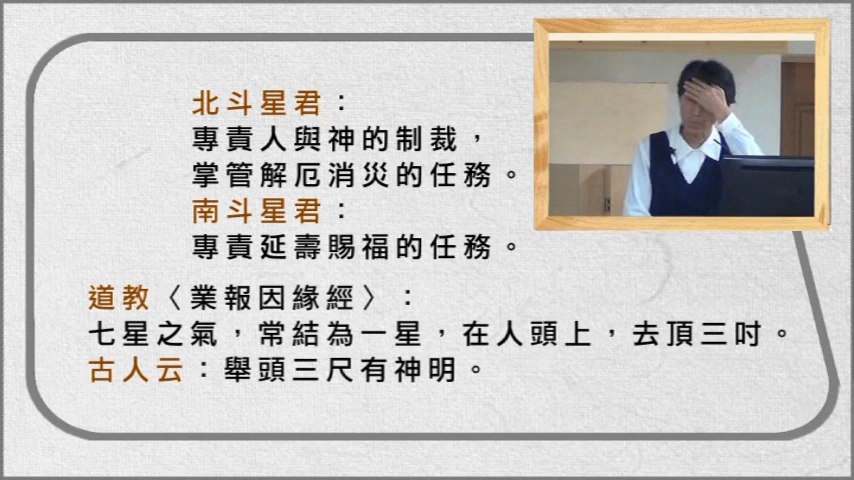 北斗星君：
專責人與神的制裁，
掌管解厄消災的任務。
南斗星君：
專責延壽賜福的任務。
道教〈業報因緣經〉：
七星之氣，常結為一星，在人頭上，去頂三吋。
古人云：舉頭三尺有神明。